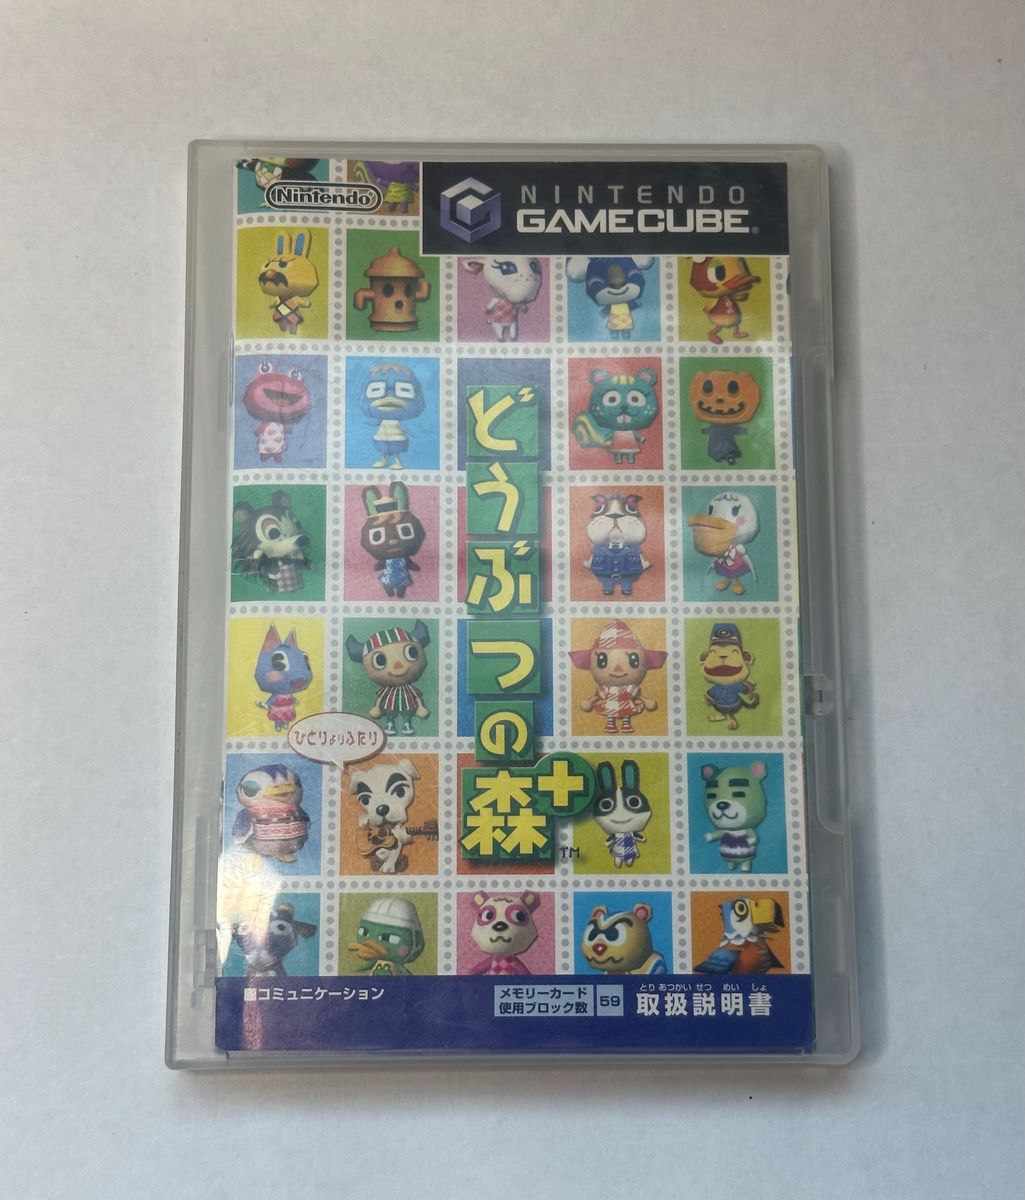 Nintendo
NINTENDO
GAMECUBE®
どうぶつの森+
TM
ひとりよりふたり
コミュニケーション
メモリーカード
使用ブロック数
59
とり あつかい せつ めい しょ
取扱説明書